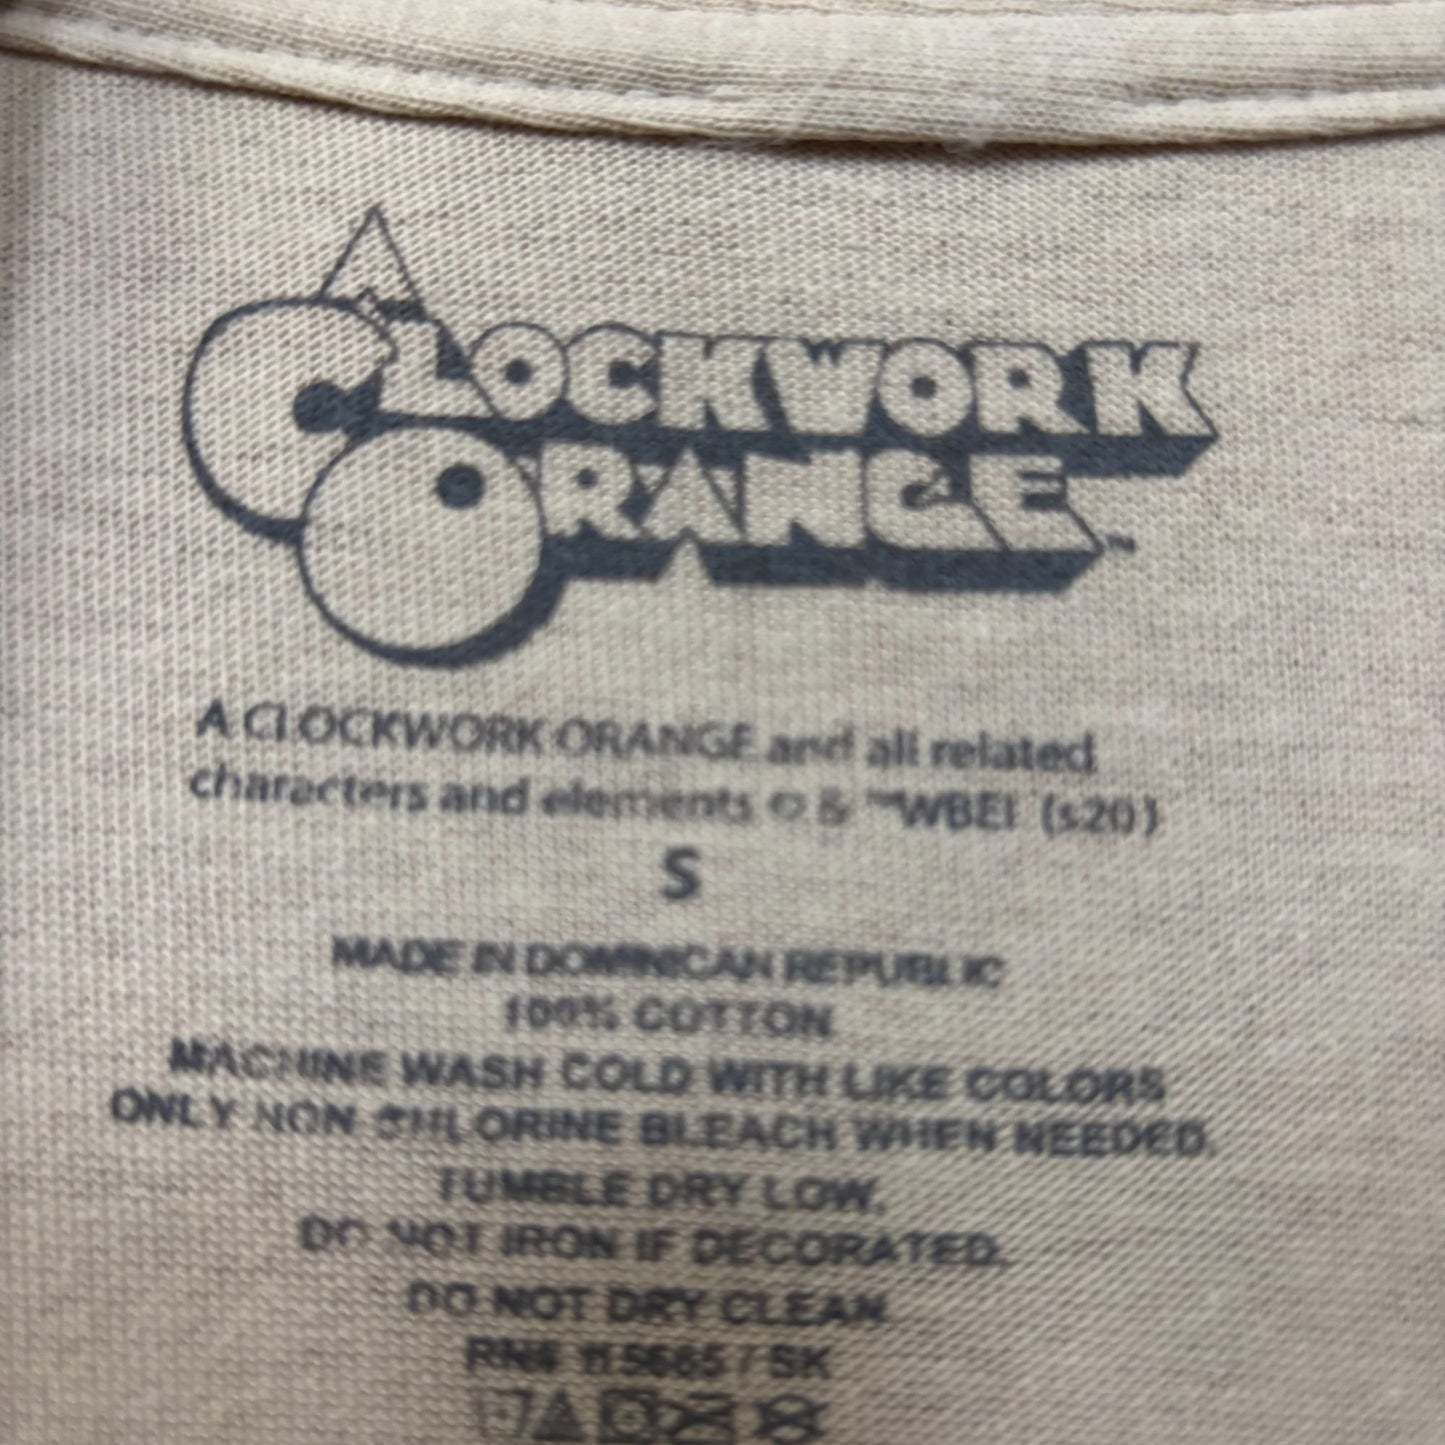 A CLOCKWORK
ORANGE™
A CLOCKWORK ORANGE and all related
characters and elements © & ™ WBEI (s20)
S
MADE IN DOMINICAN REPUBLIC
100% COTTON
MACHINE WASH COLD WITH LIKE COLORS
ONLY NON CHLORINE BLEACH WHEN NEEDED.
TUMBLE DRY LOW.
DO NOT IRON IF DECORATED.
DO NOT DRY CLEAN
RN# 115665 / SK